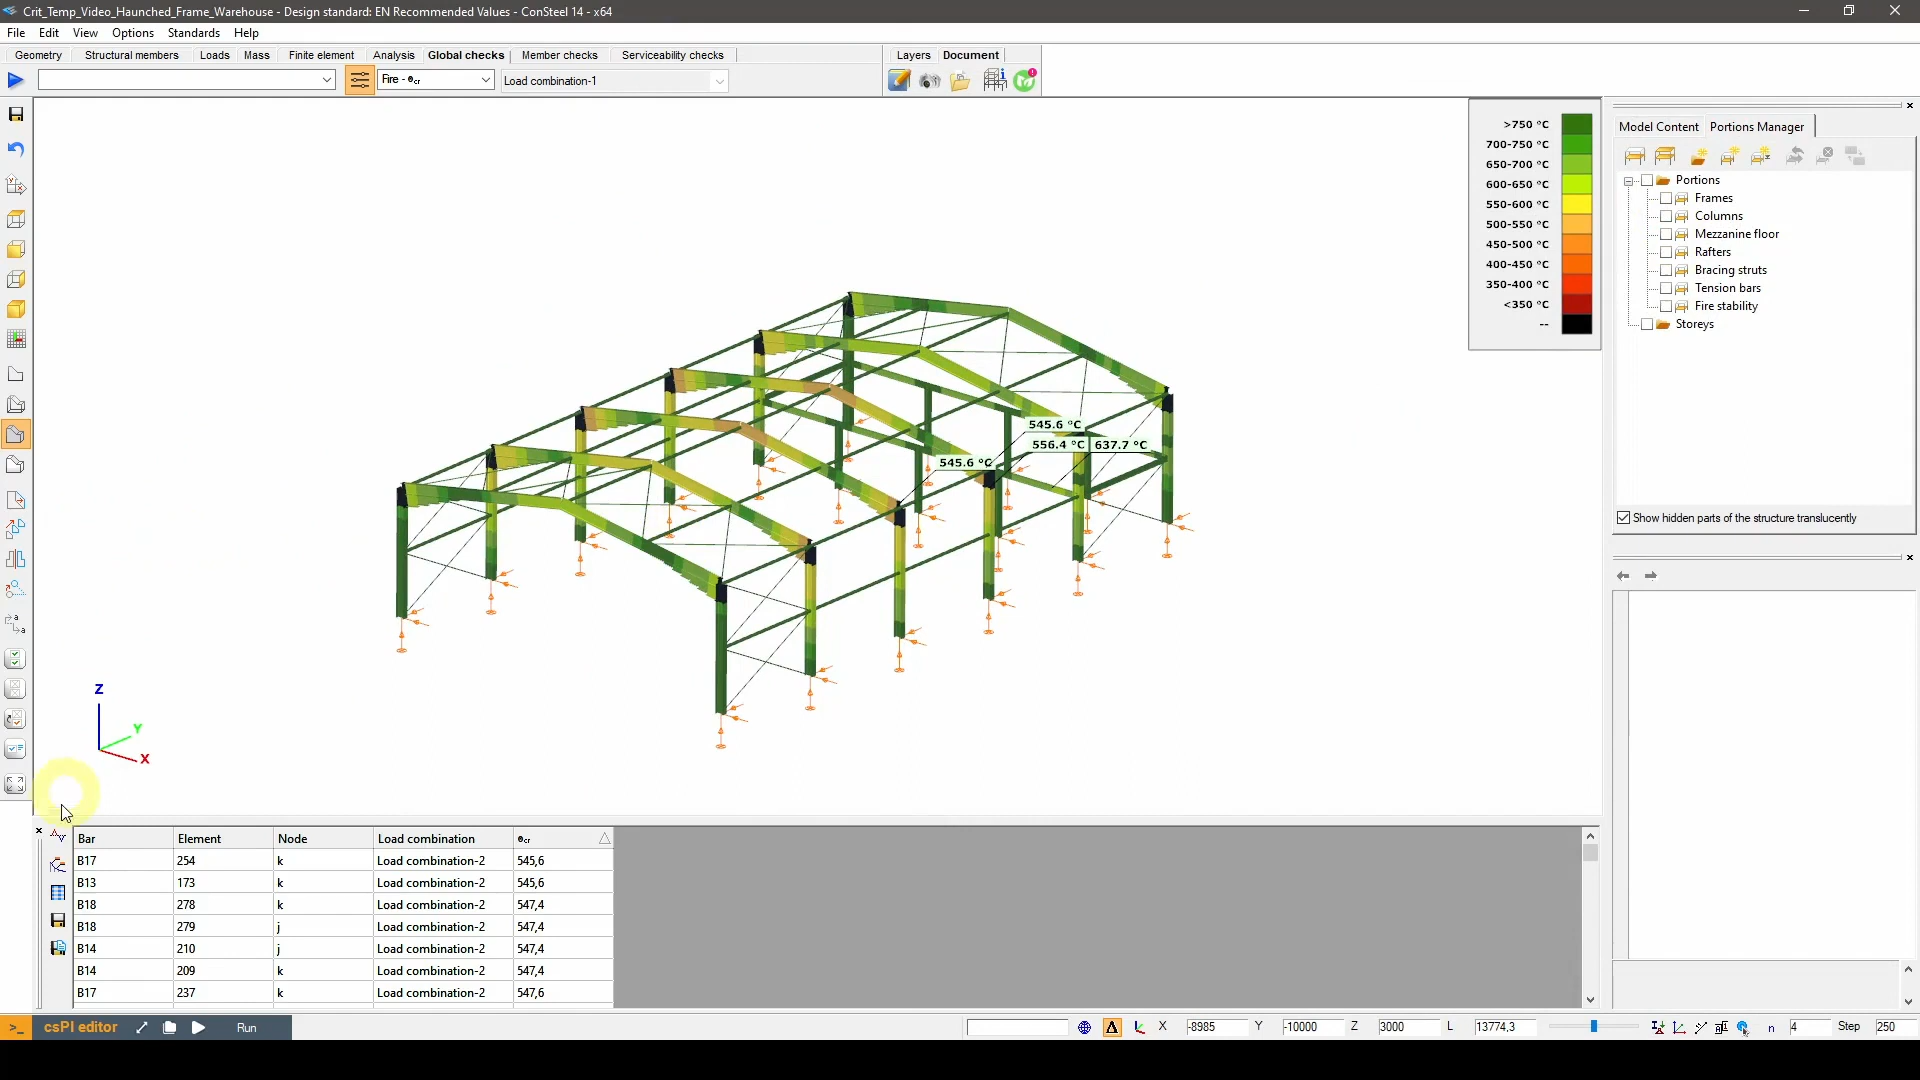 Crit_Temp_Video_Haunched_Frame_Warehouse - Design standard: EN Recommended Values - ConSteel 14 - x64
File Edit View Options Standards Help
Geometry Structural members Loads Mass Finite element Analysis Global checks Member checks Serviceability checks Layers Document
Fire - Θcr Load combination-1
>750 °C
700-750 °C
650-700 °C
600-650 °C
550-600 °C
500-550 °C
450-500 °C
400-450 °C
350-400 °C
<350 °C
--
Model Content Portions Manager
Portions
Frames
Columns
Mezzanine floor
Rafters
Bracing struts
Tension bars
Fire stability
Storeys
545.6 °C
556.4 °C 637.7 °C
545.6 °C
Show hidden parts of the structure translucently
Z
Y
X
Bar Element Node Load combination Θcr
B17 254 k Load combination-2 545,6
B13 173 k Load combination-2 545,6
B18 278 k Load combination-2 547,4
B18 279 j Load combination-2 547,4
B14 210 j Load combination-2 547,4
B14 209 k Load combination-2 547,4
B17 237 k Load combination-2 547,6
>_ csPI editor Run X -8985 Y -10000 Z 3000 L 13774,3 n 4 Step 250